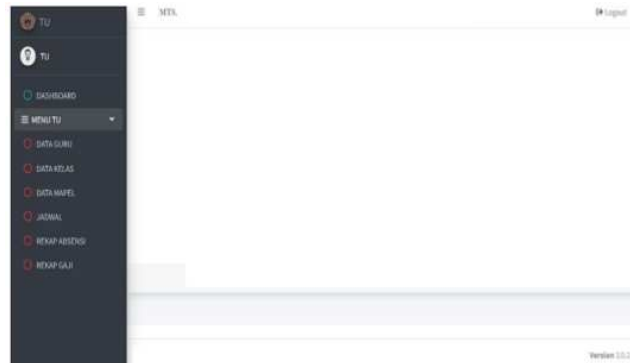 TU
MTS.
Logout
TU
DASHBOARD
MENU TU
DATA GURU
DATA KELAS
DATA MAPEL
JADWAL
REKAP ABSENSI
REKAP GAJI
Version